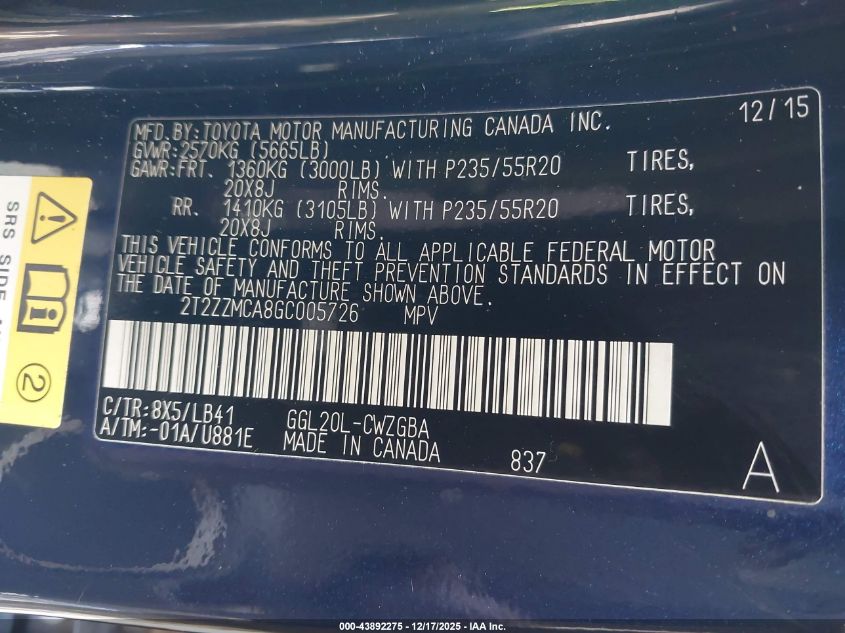 12/15
MFD. BY: TOYOTA MOTOR MANUFACTURING CANADA INC.
GVWR: 2570KG (5665LB)
GAWR: FRT. 1360KG (3000LB) WITH P235/55R20 TIRES,
20X8J RIMS.
RR. 1410KG (3105LB) WITH P235/55R20 TIRES,
20X8J RIMS.
THIS VEHICLE CONFORMS TO ALL APPLICABLE FEDERAL MOTOR
VEHICLE SAFETY AND THEFT PREVENTION STANDARDS IN EFFECT ON
THE DATE OF MANUFACTURE SHOWN ABOVE.
2T2ZZMCA8GC005726 MPV
C/TR: 8X5/LB41 GGL20L-CWZGBA
A/TM: -01A/U881E MADE IN CANADA 837 A
SRS SIDE
2
000-43892275 - 12/17/2025 - IAA Inc.